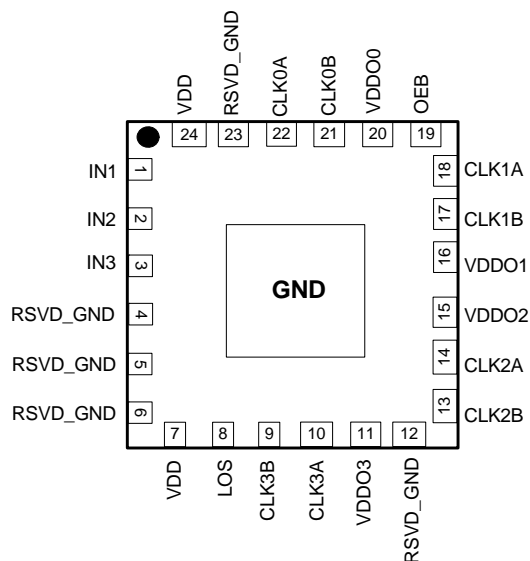 VDD
RSVD_GND
CLK0A
CLK0B
VDDO0
OEB
24
23
22
21
20
19
IN1
1
18
CLK1A
IN2
2
17
CLK1B
IN3
3
16
VDDO1
GND
RSVD_GND
4
15
VDDO2
RSVD_GND
5
14
CLK2A
RSVD_GND
6
13
CLK2B
7
8
9
10
11
12
VDD
LOS
CLK3B
CLK3A
VDDO3
RSVD_GND